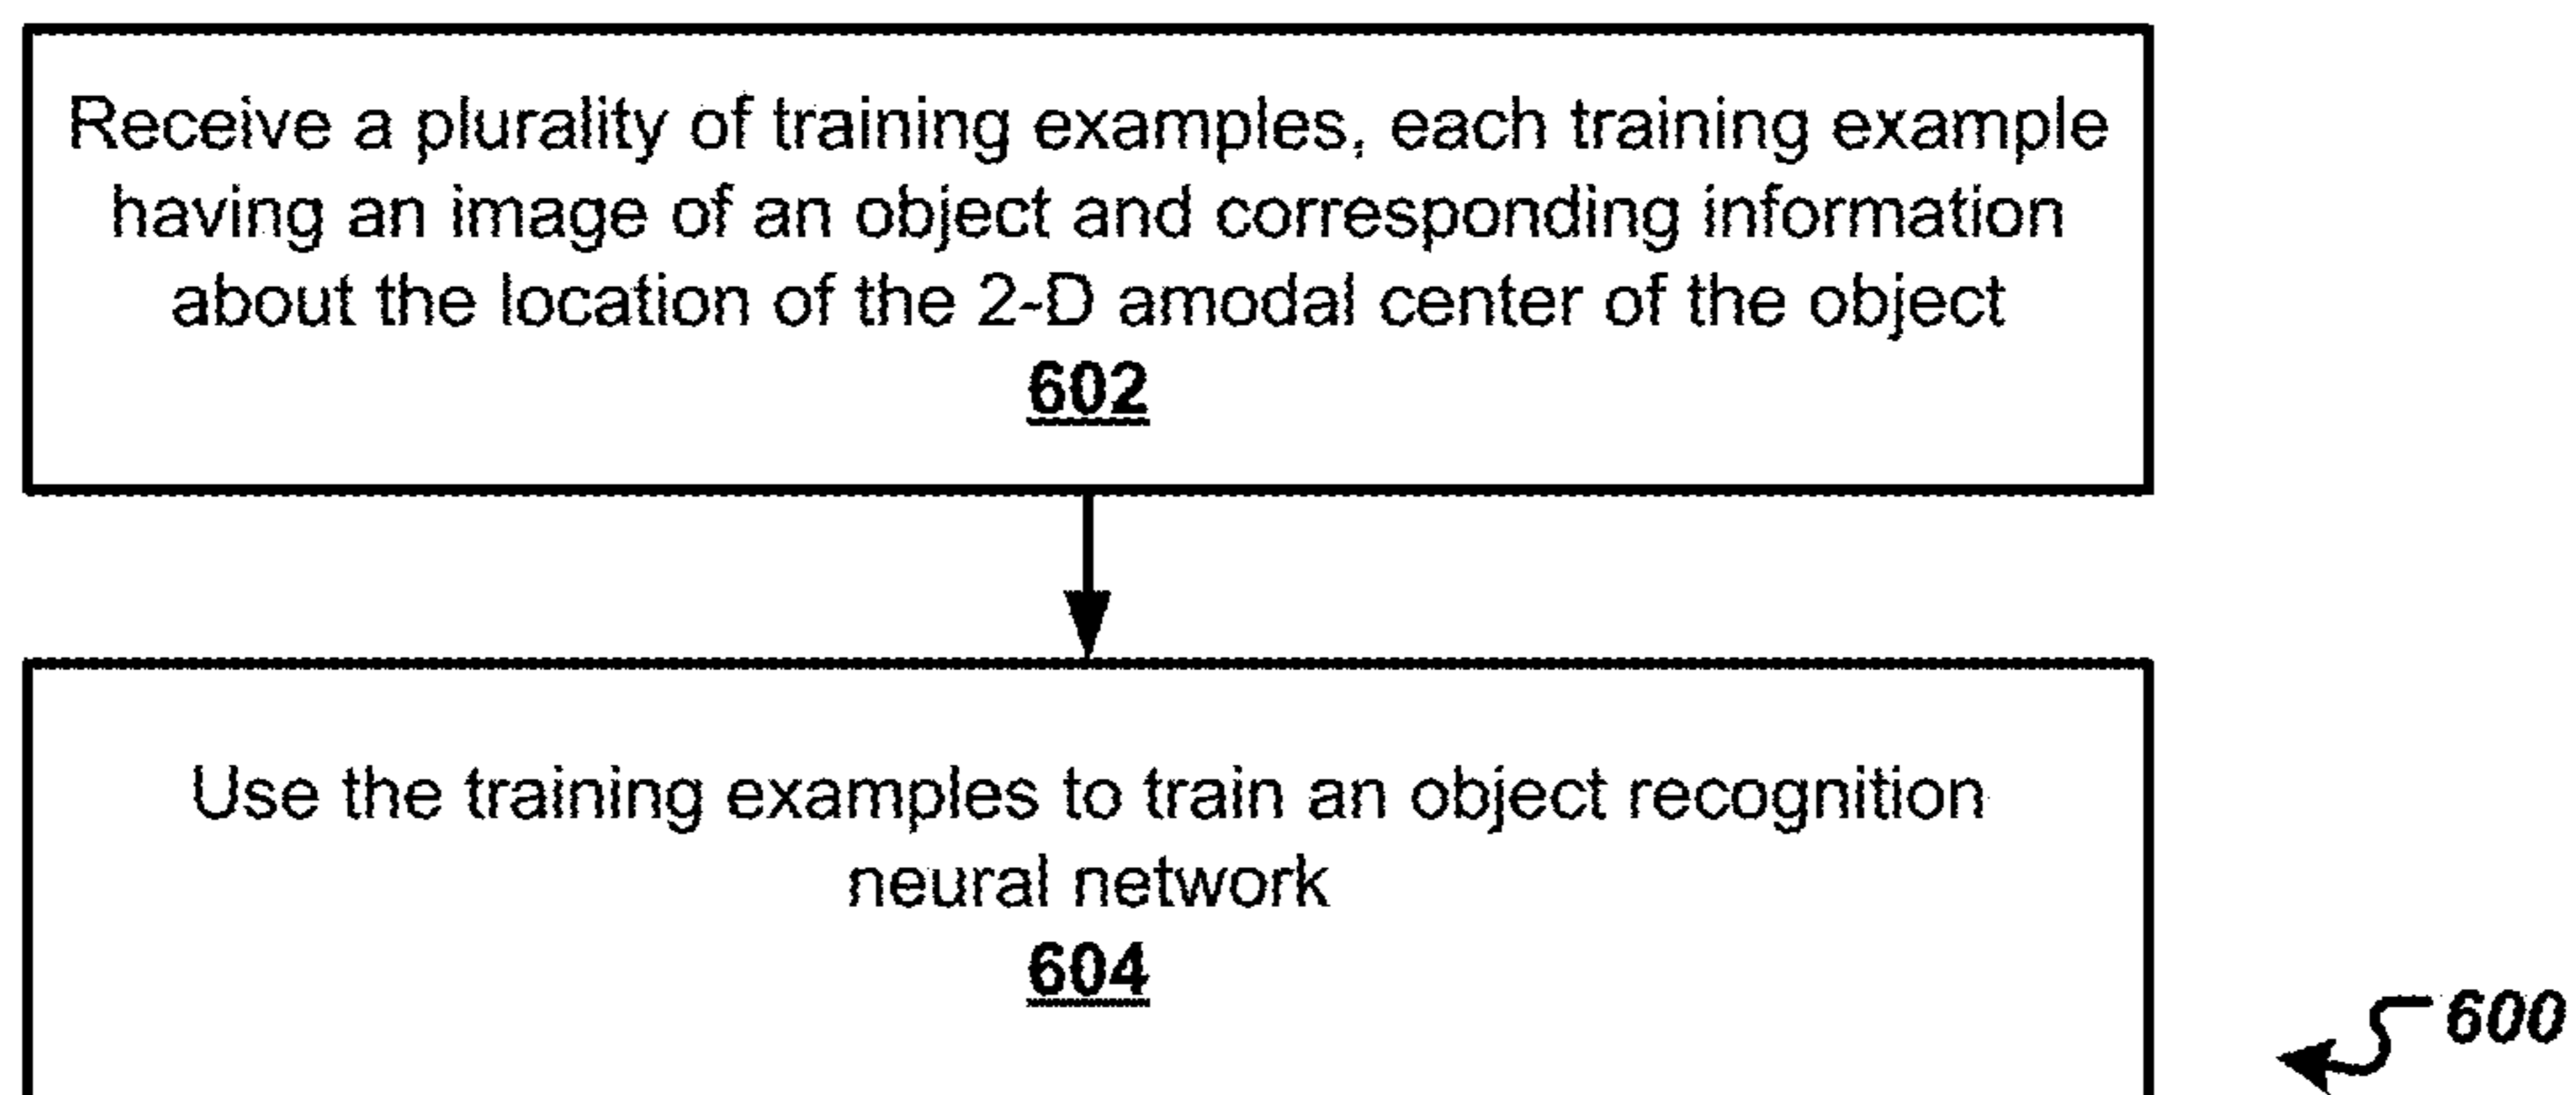 Receive a plurality of training examples, each training example
having an image of an object and corresponding information
about the location of the 2-D amodal center of the object
602
Use the training examples to train an object recognition
neural network
604
600